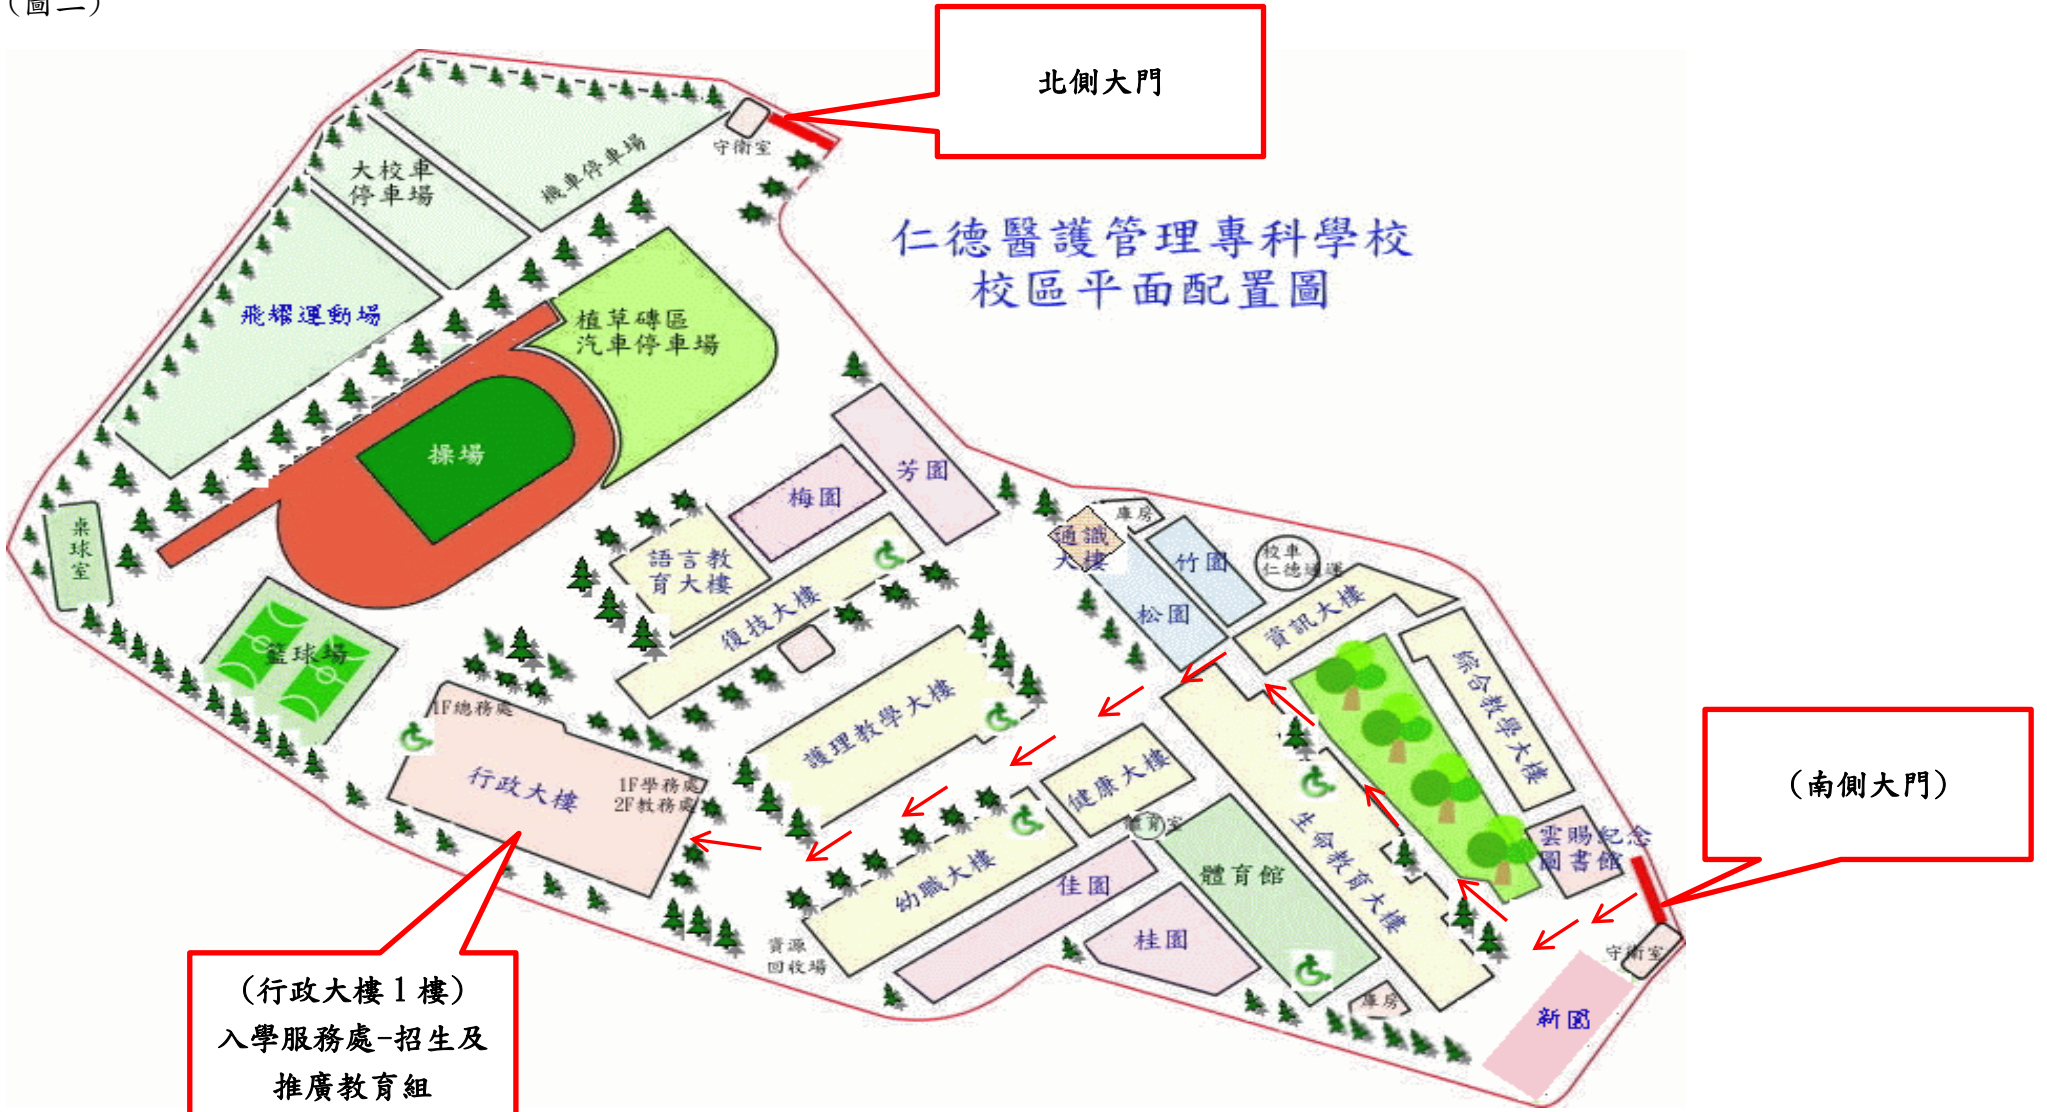 (圖二)
北側大門
守衛室
大校車
停車場
機車停車場
仁德醫護管理專科學校
校區平面配置圖
飛耀運動場
植草磚區
汽車停車場
操場
芳園
梅園
桌球室
語言教
育大樓
復技大樓
通識
大樓
庫房
竹園
松園
校車
仁德通運
資訊大樓
籃球場
綜合教學大樓
1F總務處
護理教學大樓
行政大樓
1F學務處
2F教務處
健康大樓
體育室
生命教育大樓
(南側大門)
雲賜紀念
圖書館
體育館
幼職大樓
佳園
桂園
資源
回收場
守衛室
庫房
新園
(行政大樓1樓)
入學服務處-招生及
推廣教育組